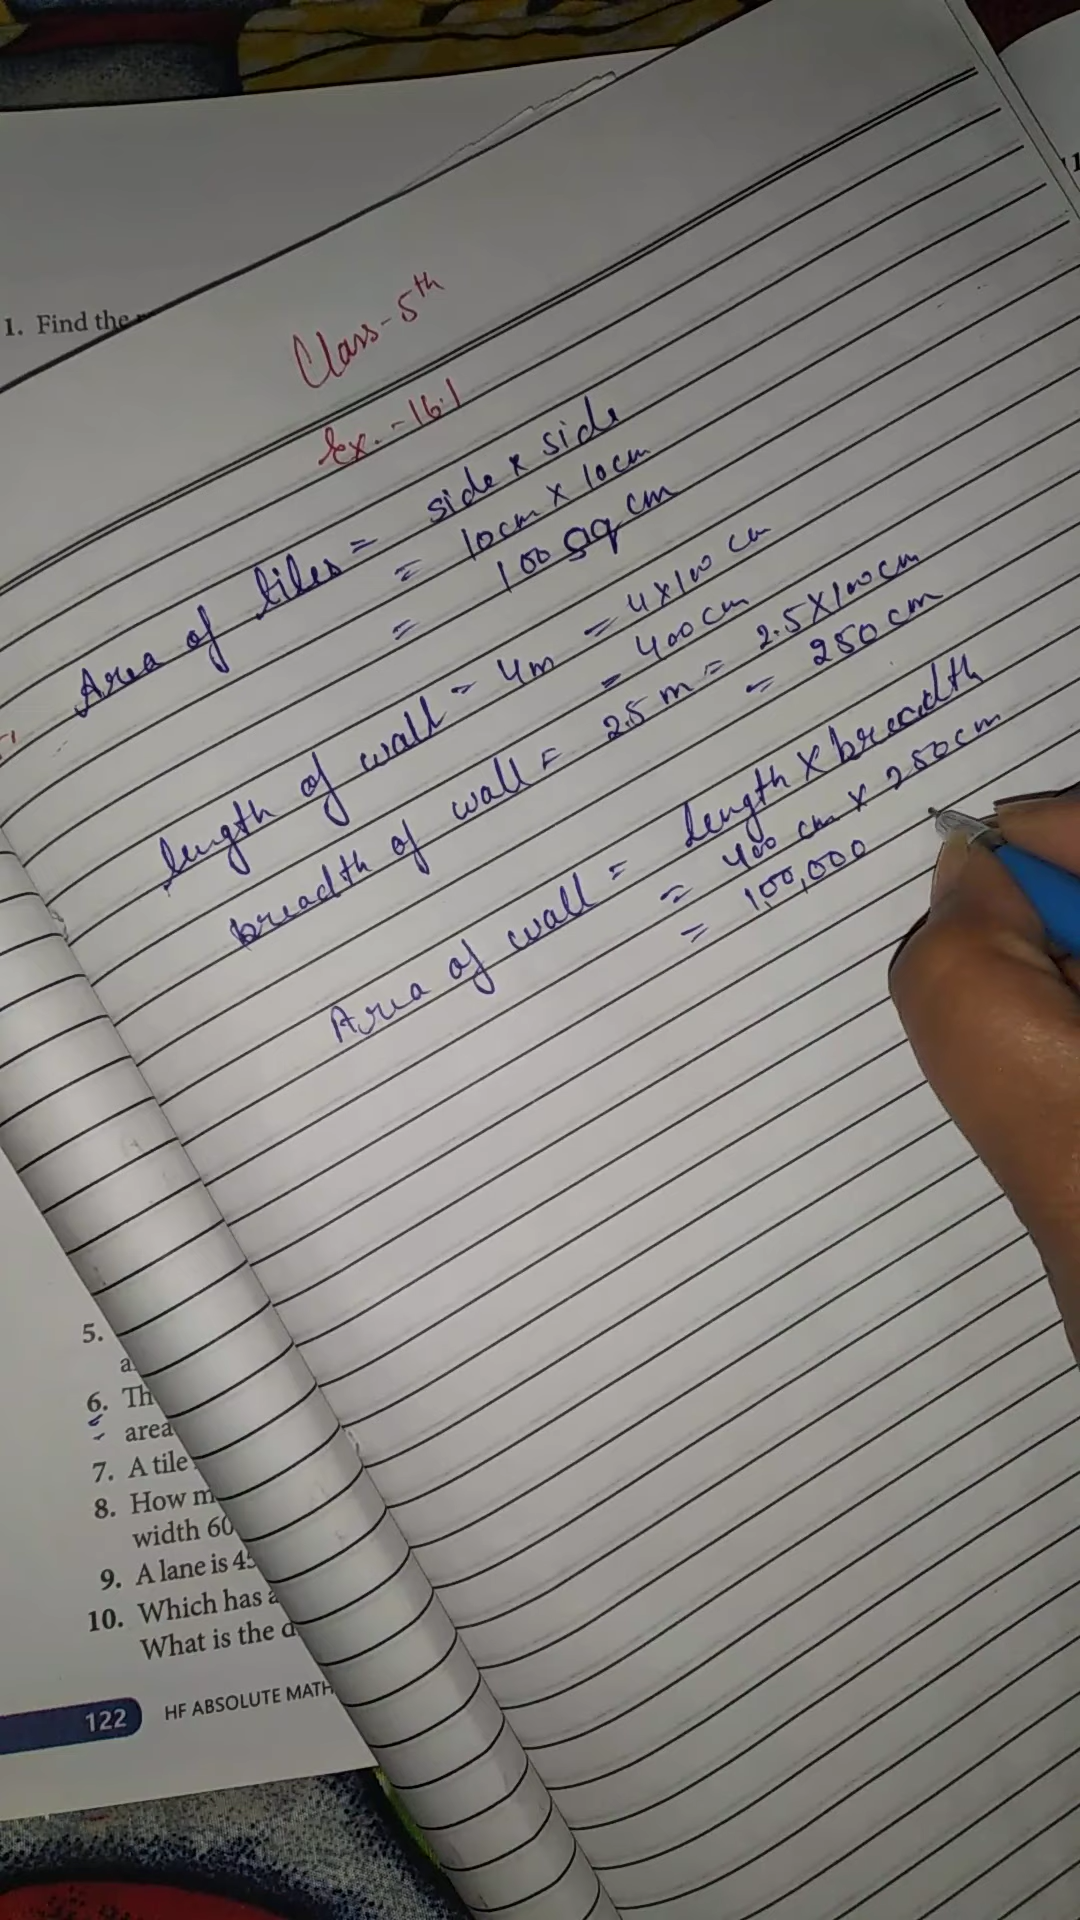 1. Find the
Class-5th
Ex.-16.1
Area of tiles = side x side
= 10cm x 10cm
= 100 sq cm
length of wall = 4m = 4x100 cm
= 400 cm
breadth of wall = 2.5 m = 2.5 x 100cm
= 250 cm
Area of wall = length x breadth
= 400 cm x 250cm
= 1,00,000
5.
6. Th
area
7. A tile
8. How m
width 60
9. A lane is 45
10. Which has a
What is the d
122 HF ABSOLUTE MATH